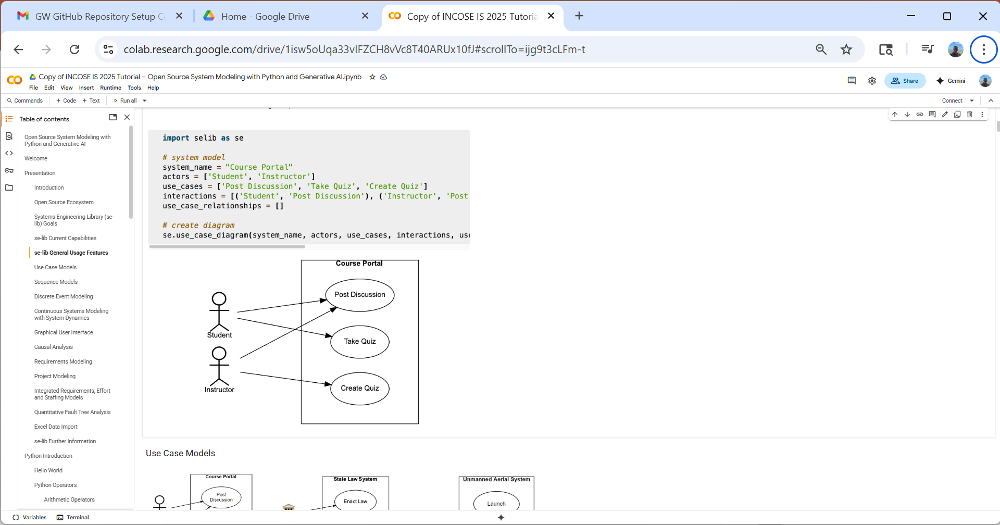 GW GitHub Repository Setup C
Home - Google Drive
Copy of INCOSE IS 2025 Tutoria
colab.research.google.com/drive/1isw5oUqa33vIFZCH8vVc8T40ARUx10fJ#scrollTo=ijg9t3cLFm-t
Copy of INCOSE IS 2025 Tutorial – Open Source System Modeling with Python and Generative AI.ipynb
File Edit View Insert Runtime Tools Help
Share
Gemini
Commands + Code + Text Run all
Connect
Table of contents
Open Source System Modeling with
Python and Generative AI
Welcome
Presentation
Introduction
Open Source Ecosystem
Systems Engineering Library (se-
lib) Goals
se-lib Current Capabilities
se-lib General Usage Features
Use Case Models
Sequence Models
Discrete Event Modeling
Continuous Systems Modeling
with System Dynamics
Graphical User Interface
Causal Analysis
Requirements Modeling
Project Modeling
Integrated Requirements, Effort
and Staffing Models
Quantitative Fault Tree Analysis
Excel Data Import
se-lib Further Information
Python Introduction
Hello World
Python Operators
Arithmetic Operators
import selib as se
# system model
system_name = "Course Portal"
actors = ['Student', 'Instructor']
use_cases = ['Post Discussion', 'Take Quiz', 'Create Quiz']
interactions = [('Student', 'Post Discussion'), ('Instructor', 'Post
use_case_relationships = []
# create diagram
se.use_case_diagram(system_name, actors, use_cases, interactions, use
Course Portal
Post Discussion
Student
Take Quiz
Instructor
Create Quiz
Use Case Models
Course Portal
Post
Discussion
State Law System
Enact Law
Unmanned Aerial System
Launch
Variables
Terminal